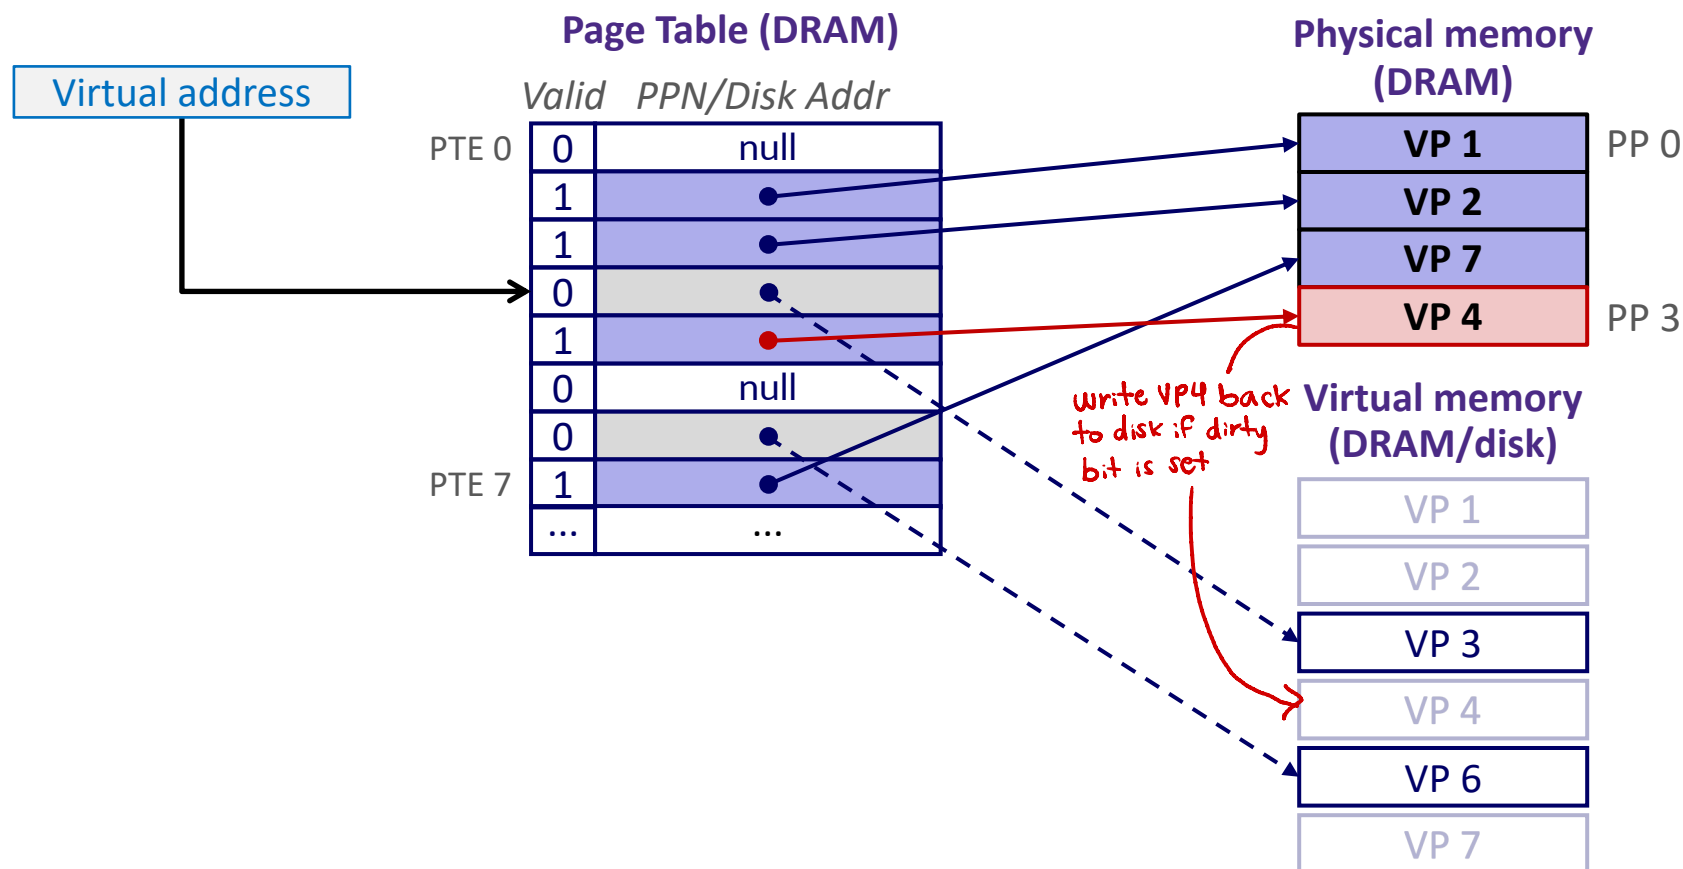 Page Table (DRAM)
Physical memory
(DRAM)
Virtual address
Valid PPN/Disk Addr
PTE 0 0 null
1
1
0
1
0 null
0
PTE 7 1
... ...
VP 1 PP 0
VP 2
VP 7
VP 4 PP 3
write VP4 back
to disk if dirty
bit is set
Virtual memory
(DRAM/disk)
VP 1
VP 2
VP 3
VP 4
VP 6
VP 7